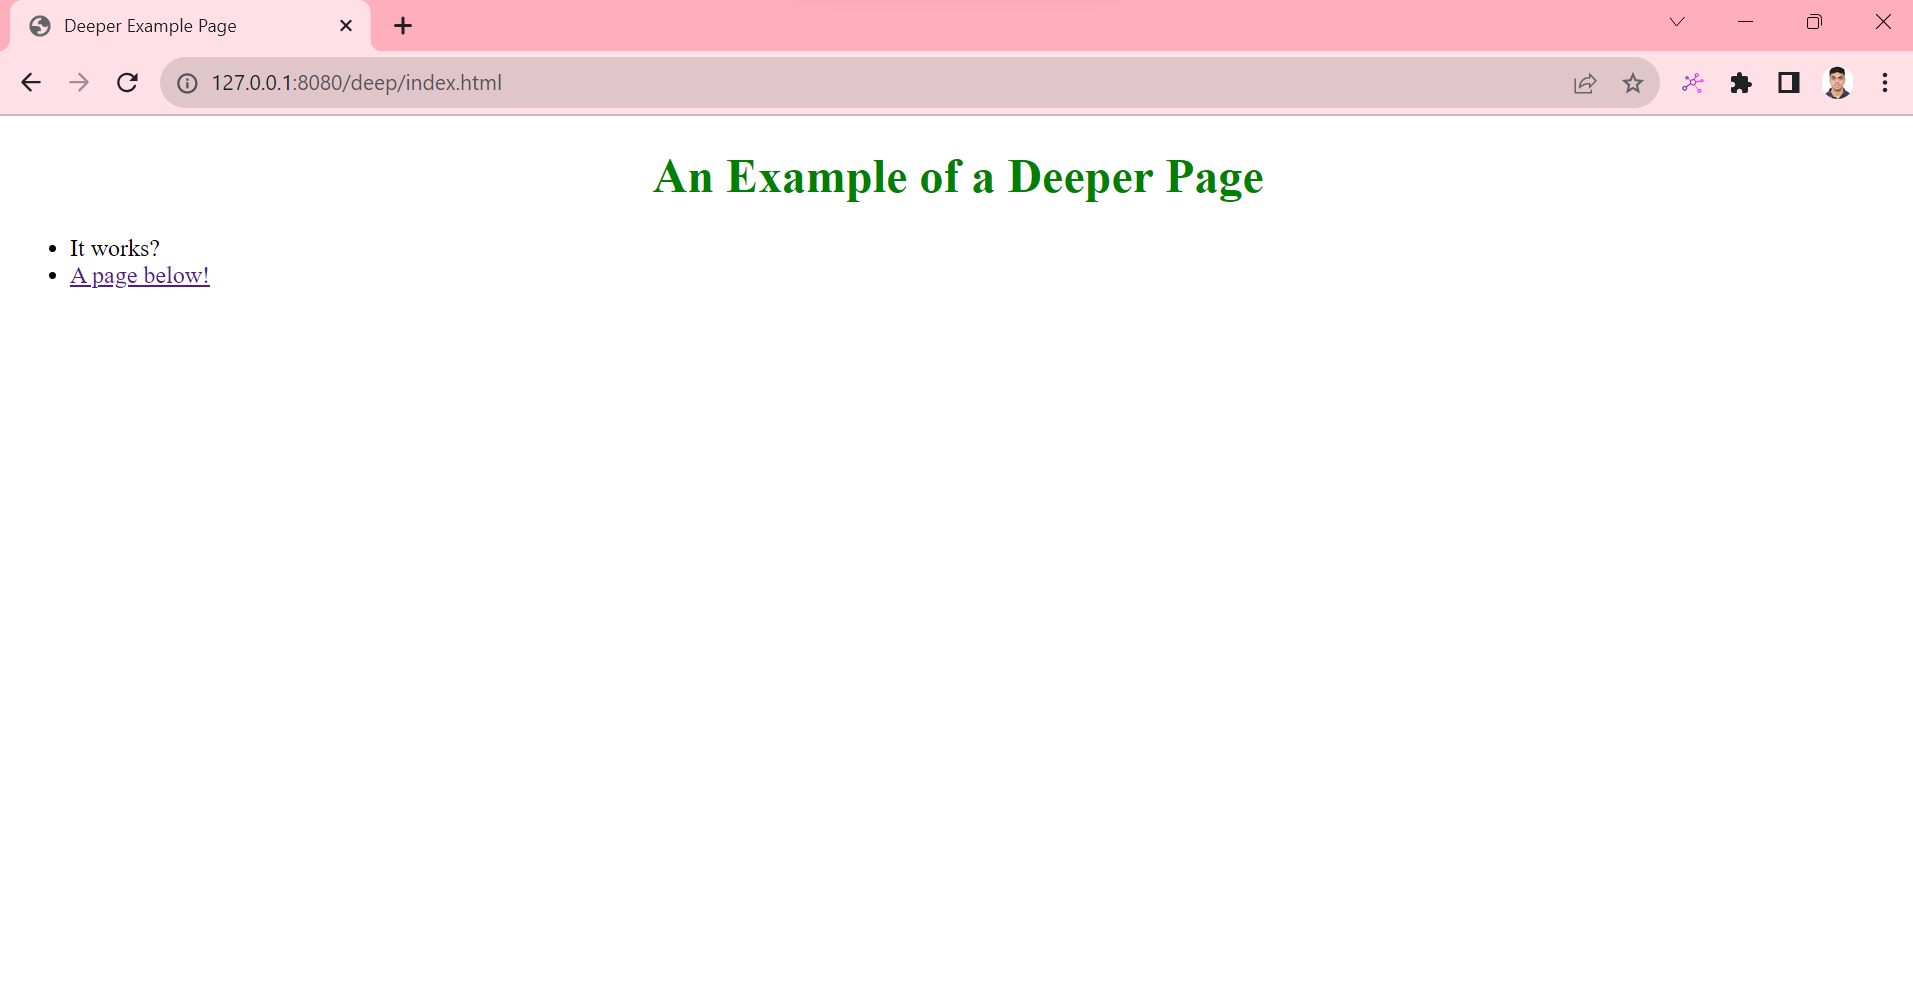 Deeper Example Page
127.0.0.1:8080/deep/index.html
An Example of a Deeper Page
It works?
A page below!